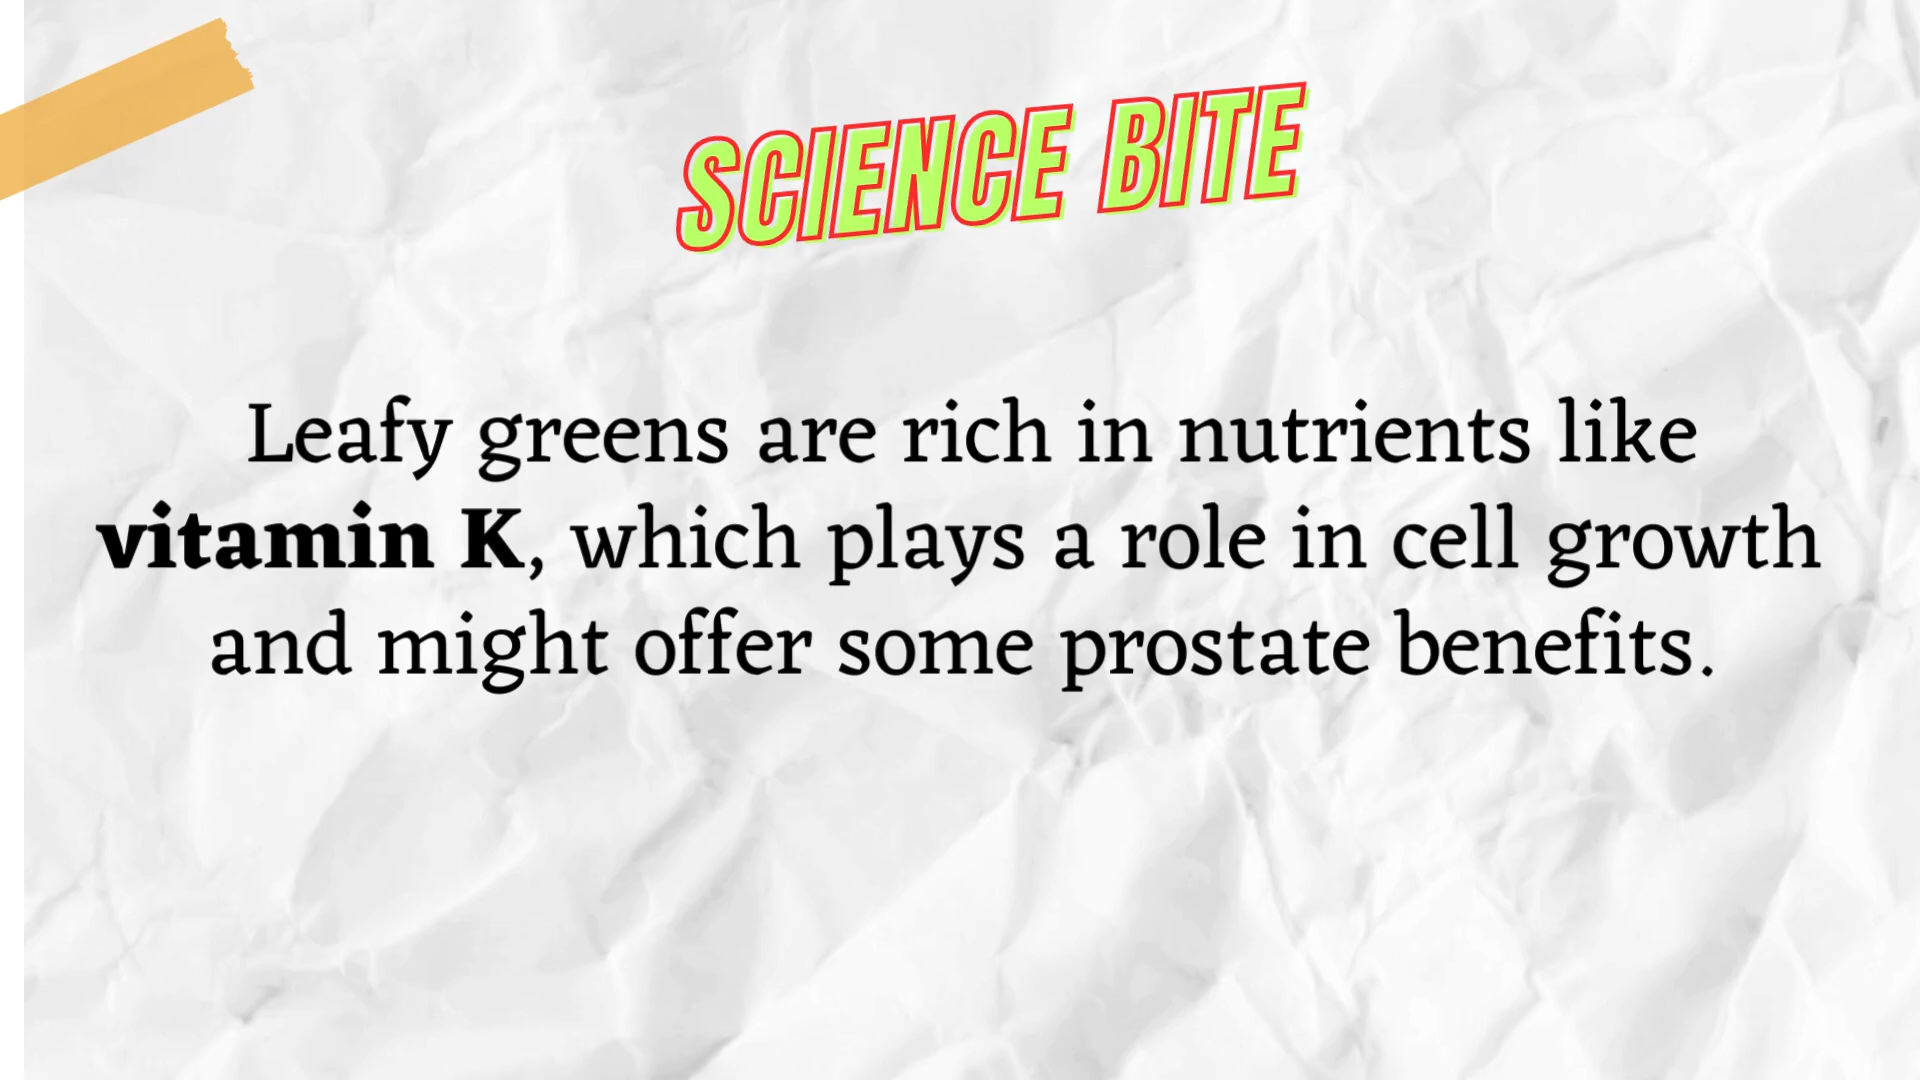 SCIENCE BITE
Leafy greens are rich in nutrients like
vitamin K, which plays a role in cell growth
and might offer some prostate benefits.